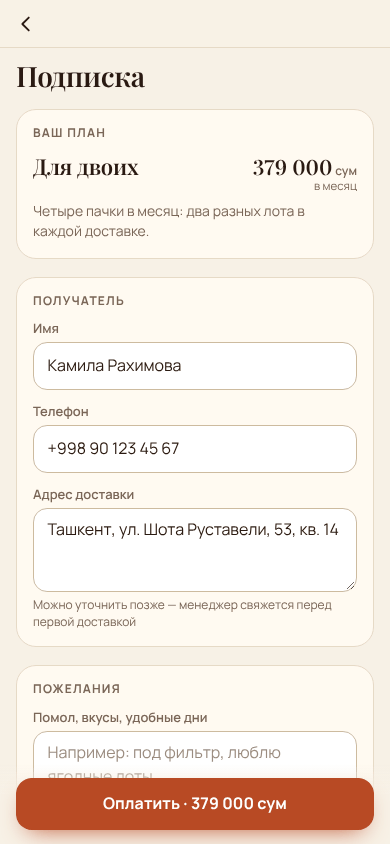 Подписка
ВАШ ПЛАН
Для двоих
379 000 сум
в месяц
Четыре пачки в месяц: два разных лота в
каждой доставке.
ПОЛУЧАТЕЛЬ
Имя
Камила Рахимова
Телефон
+998 90 123 45 67
Адрес доставки
Ташкент, ул. Шота Руставели, 53, кв. 14
Можно уточнить позже — менеджер свяжется перед
первой доставкой
ПОЖЕЛАНИЯ
Помол, вкусы, удобные дни
Например: под фильтр, люблю
ягодные лоты
Оплатить · 379 000 сум